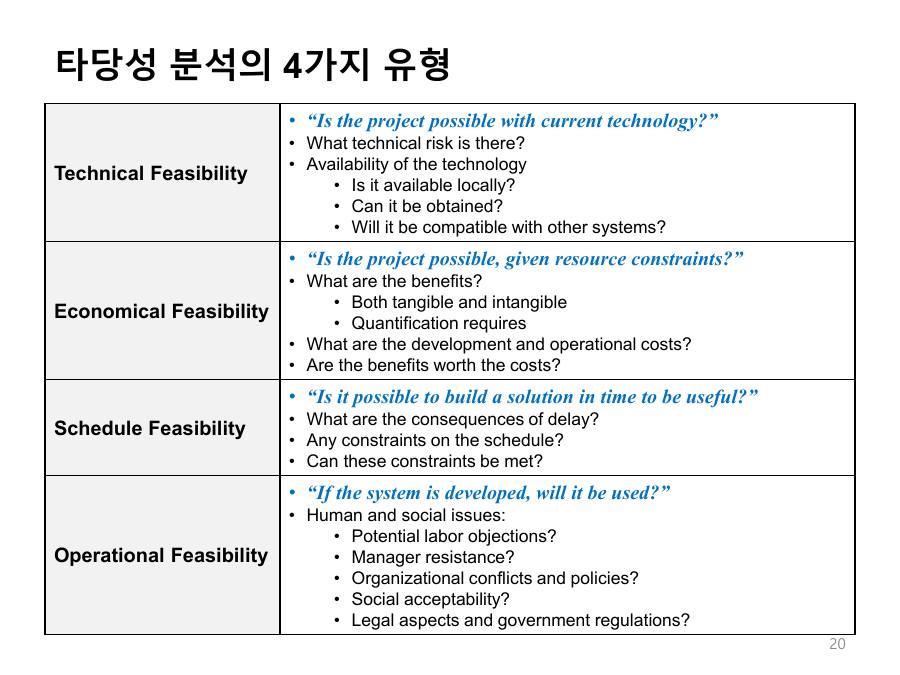 타당성 분석의 4가지 유형
Technical Feasibility
• “Is the project possible with current technology?”
• What technical risk is there?
• Availability of the technology
• Is it available locally?
• Can it be obtained?
• Will it be compatible with other systems?
Economical Feasibility
• “Is the project possible, given resource constraints?”
• What are the benefits?
• Both tangible and intangible
• Quantification requires
• What are the development and operational costs?
• Are the benefits worth the costs?
Schedule Feasibility
• “Is it possible to build a solution in time to be useful?”
• What are the consequences of delay?
• Any constraints on the schedule?
• Can these constraints be met?
Operational Feasibility
• “If the system is developed, will it be used?”
• Human and social issues:
• Potential labor objections?
• Manager resistance?
• Organizational conflicts and policies?
• Social acceptability?
• Legal aspects and government regulations?
20